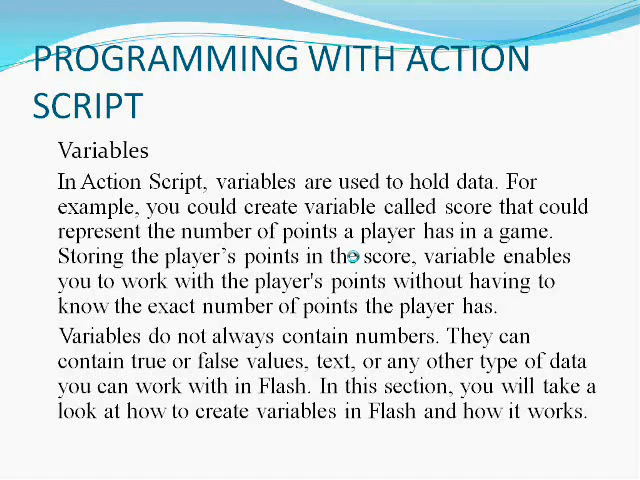 PROGRAMMING WITH ACTION
SCRIPT
Variables
In Action Script, variables are used to hold data. For
example, you could create variable called score that could
represent the number of points a player has in a game.
Storing the player's points in the score, variable enables
you to work with the player's points without having to
know the exact number of points the player has.
Variables do not always contain numbers. They can
contain true or false values, text, or any other type of data
you can work with in Flash. In this section, you will take a
look at how to create variables in Flash and how it works.